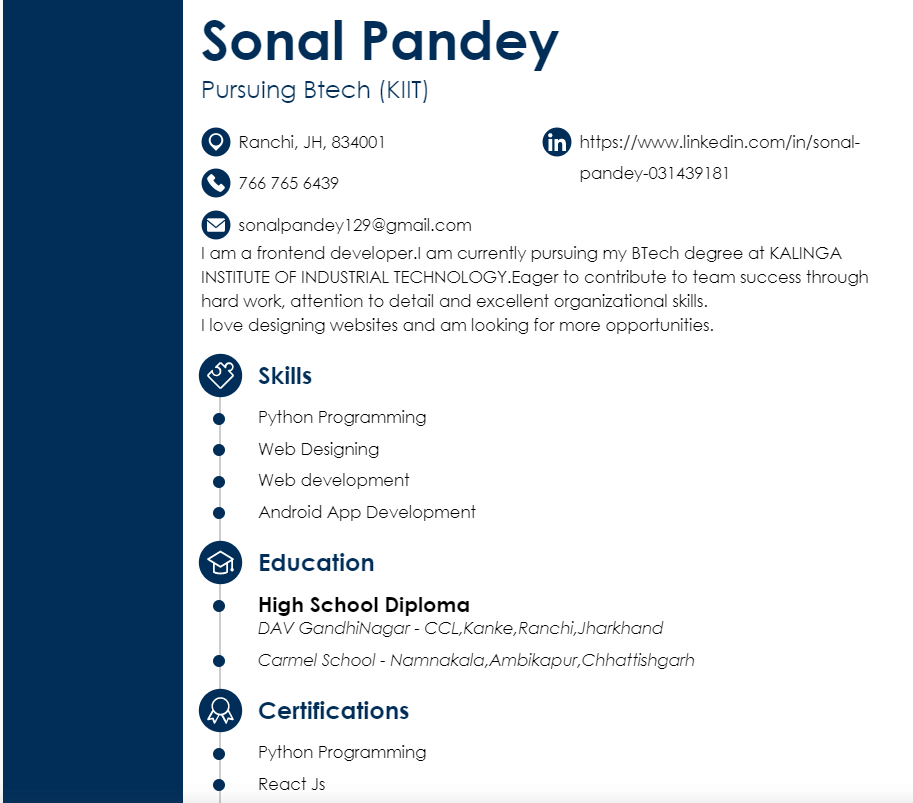 Sonal Pandey
Pursuing Btech (KIIT)
Ranchi, JH, 834001
766 765 6439
sonalpandey129@gmail.com
in https://www.linkedin.com/in/sonal-
pandey-031439181
I am a frontend developer.I am currently pursuing my BTech degree at KALINGA
INSTITUTE OF INDUSTRIAL TECHNOLOGY.Eager to contribute to team success through
hard work, attention to detail and excellent organizational skills.
I love designing websites and am looking for more opportunities.
Skills
Python Programming
Web Designing
Web development
Android App Development
Education
High School Diploma
DAV GandhiNagar - CCL,Kanke,Ranchi,Jharkhand
Carmel School - Namnakala,Ambikapur,Chhattishgarh
Certifications
Python Programming
React Js